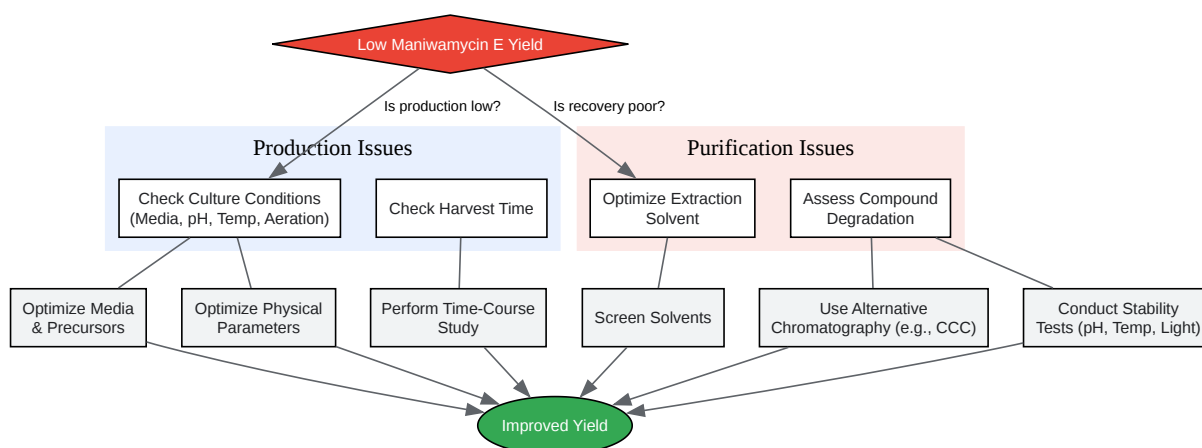 Low Maniwamycin E Yield
Is production low?
Is recovery poor?
Production Issues
Purification Issues
Check Culture Conditions
(Media, pH, Temp, Aeration)
Check Harvest Time
Optimize Extraction
Solvent
Assess Compound
Degradation
Optimize Media
& Precursors
Optimize Physical
Parameters
Perform Time-Course
Study
Screen Solvents
Use Alternative
Chromatography (e.g., CCC)
Conduct Stability
Tests (pH, Temp, Light)
Improved Yield